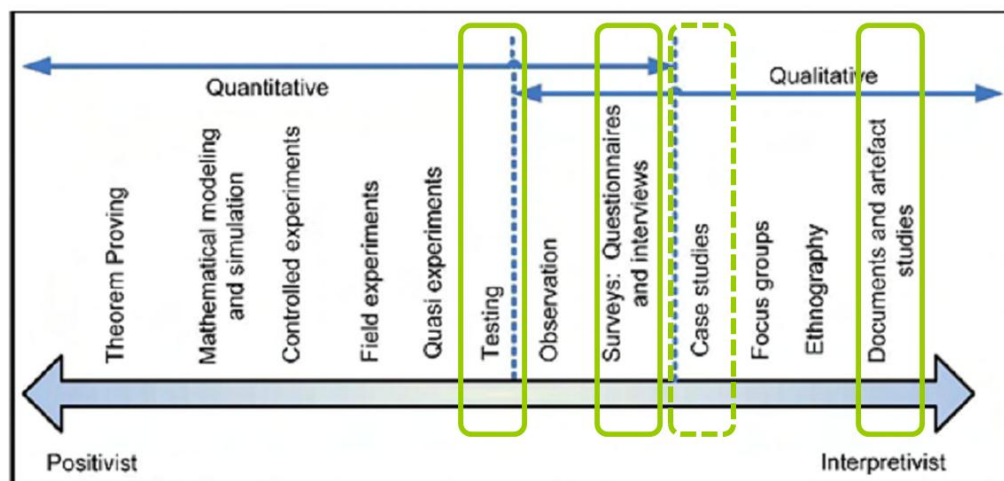 Quantitative
Qualitative
Theorem Proving
Mathematical modeling
and simulation
Controlled experiments
Field experiments
Quasi experiments
Testing
Observation
Surveys: Questionnaires
and interviews
Case studies
Focus groups
Ethnography
Documents and artefact
studies
Positivist
Interpretivist